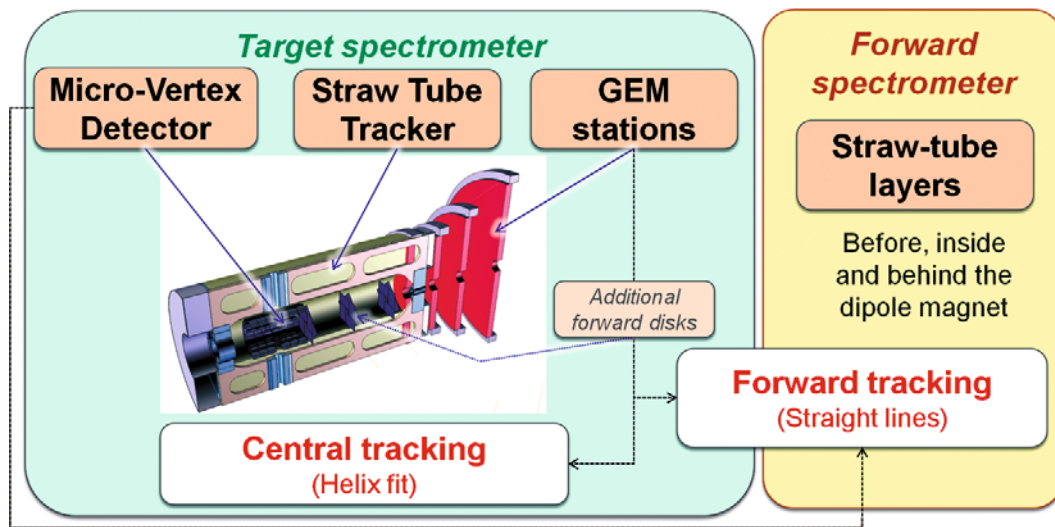 Target spectrometer
Micro-Vertex
Detector
Straw Tube
Tracker
GEM
stations
Additional
forward disks
Central tracking
(Helix fit)
Forward
spectrometer
Straw-tube
layers
Before, inside
and behind the
dipole magnet
Forward tracking
(Straight lines)